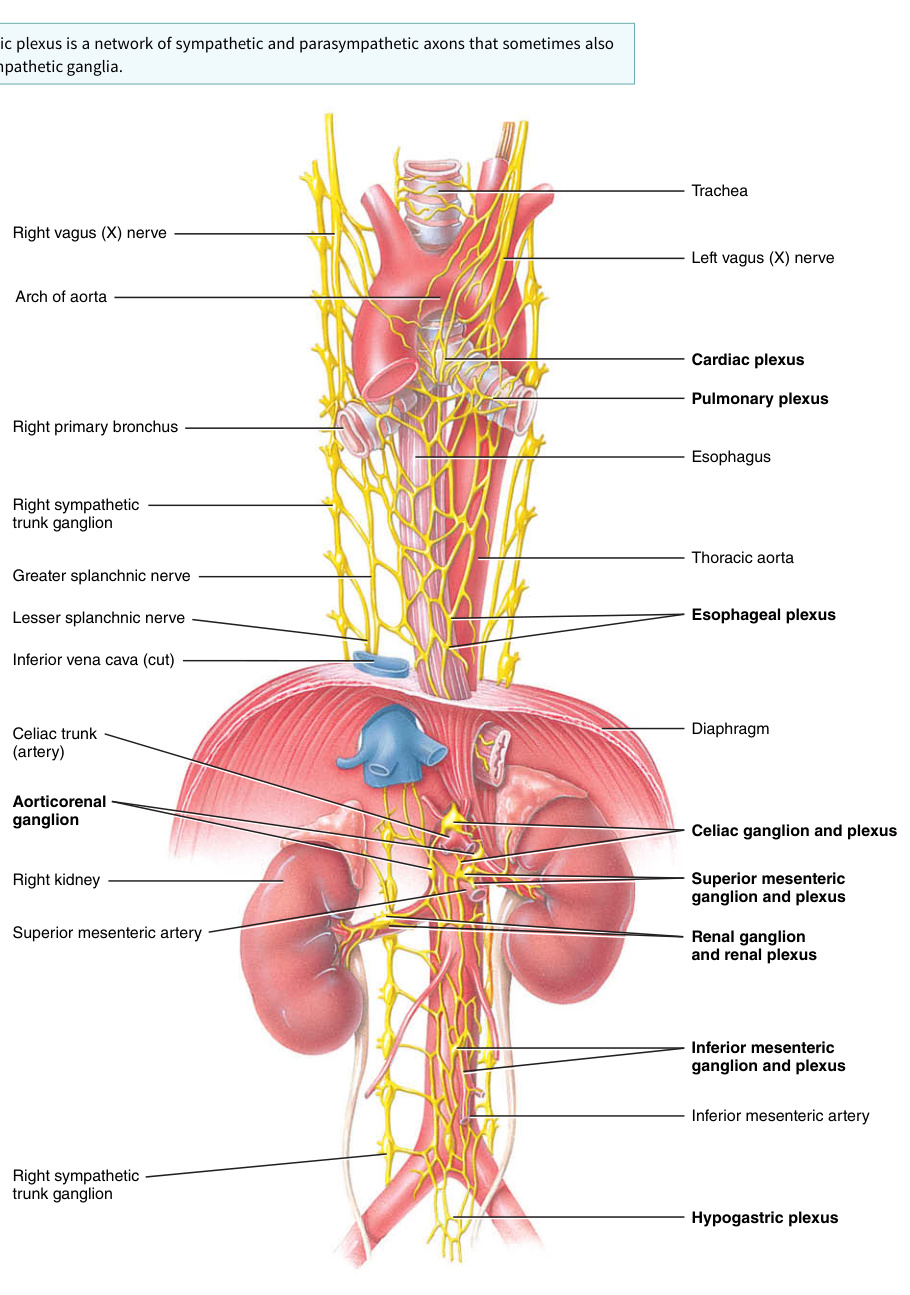 ic plexus is a network of sympathetic and parasympathetic axons that sometimes also
pathetic ganglia.
Trachea
Right vagus (X) nerve
Left vagus (X) nerve
Arch of aorta
Cardiac plexus
Pulmonary plexus
Right primary bronchus
Esophagus
Right sympathetic
trunk ganglion
Thoracic aorta
Greater splanchnic nerve
Lesser splanchnic nerve
Esophageal plexus
Inferior vena cava (cut)
Diaphragm
Celiac trunk
(artery)
Aorticorenal
ganglion
Celiac ganglion and plexus
Right kidney
Superior mesenteric
ganglion and plexus
Superior mesenteric artery
Renal ganglion
and renal plexus
Inferior mesenteric
ganglion and plexus
Inferior mesenteric artery
Right sympathetic
trunk ganglion
Hypogastric plexus